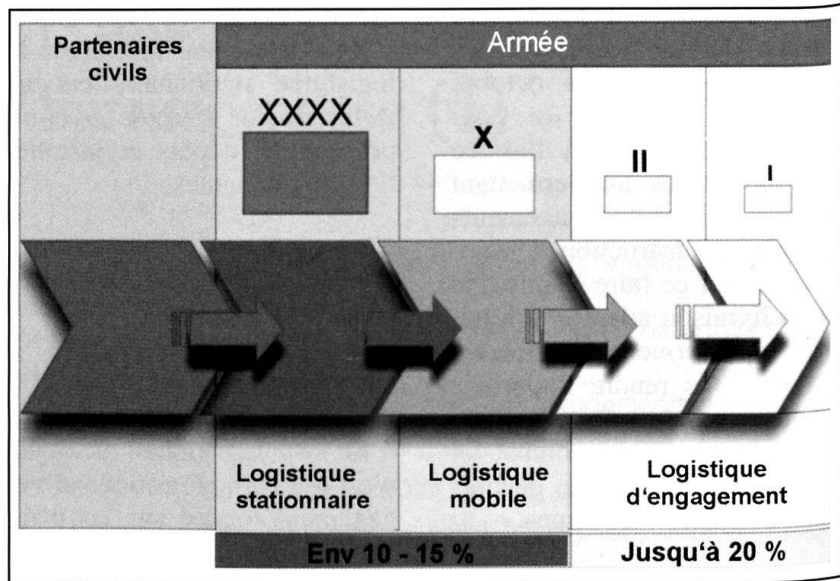 Partenaires
civils
Armée
XXXX
X
II
I
Logistique
stationnaire
Logistique
mobile
Logistique
d‘engagement
Env 10 - 15 %
Jusqu‘à 20 %